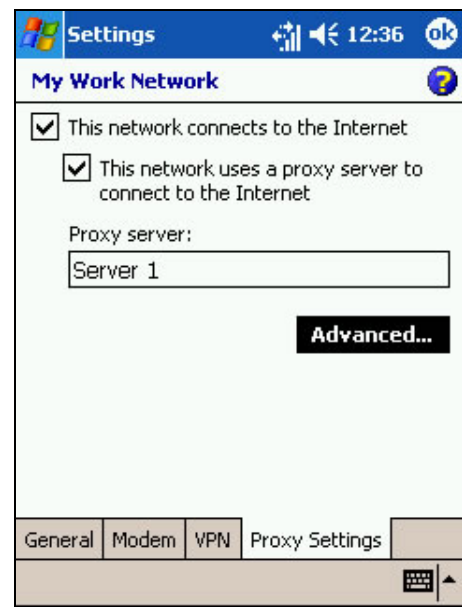 Settings 12:36 ok
My Work Network ?
This network connects to the Internet
This network uses a proxy server to
connect to the Internet
Proxy server:
Server 1
Advanced...
General Modem VPN Proxy Settings